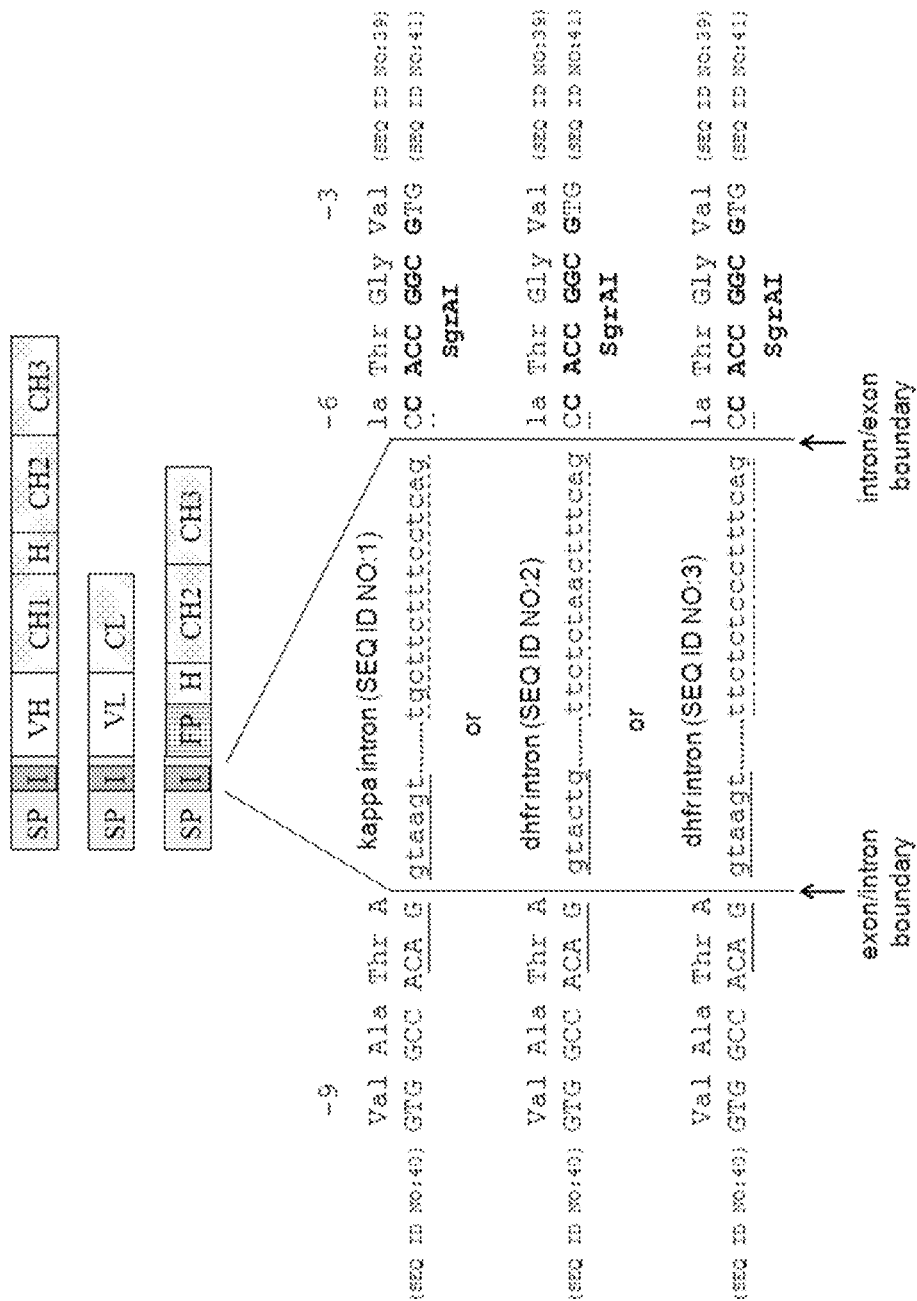 SP I VH CH1 H CH2 CH3
SP I VL CL
SP I FP H CH2 CH3
-9 -6 -3
kappa intron (SEQ ID NO:1)
Val Ala Thr A la Thr Gly Val (SEQ ID NO:39)
(SEQ ID NO:40) GTG GCC ACA G gtaagt......tgcttctttcctcag CC ACC GGC GTG (SEQ ID NO:41)
SgrAI
or
dhfr intron (SEQ ID NO:2)
Val Ala Thr A la Thr Gly Val (SEQ ID NO:39)
(SEQ ID NO:40) GTG GCC ACA G gtactg......ttctctaactttcag CC ACC GGC GTG (SEQ ID NO:41)
SgrAI
or
dhfr intron (SEQ ID NO:3)
Val Ala Thr A la Thr Gly Val (SEQ ID NO:39)
(SEQ ID NO:40) GTG GCC ACA G gtaagt......ttctctccctttcag CC ACC GGC GTG (SEQ ID NO:41)
SgrAI
exon/intron boundary
intron/exon boundary